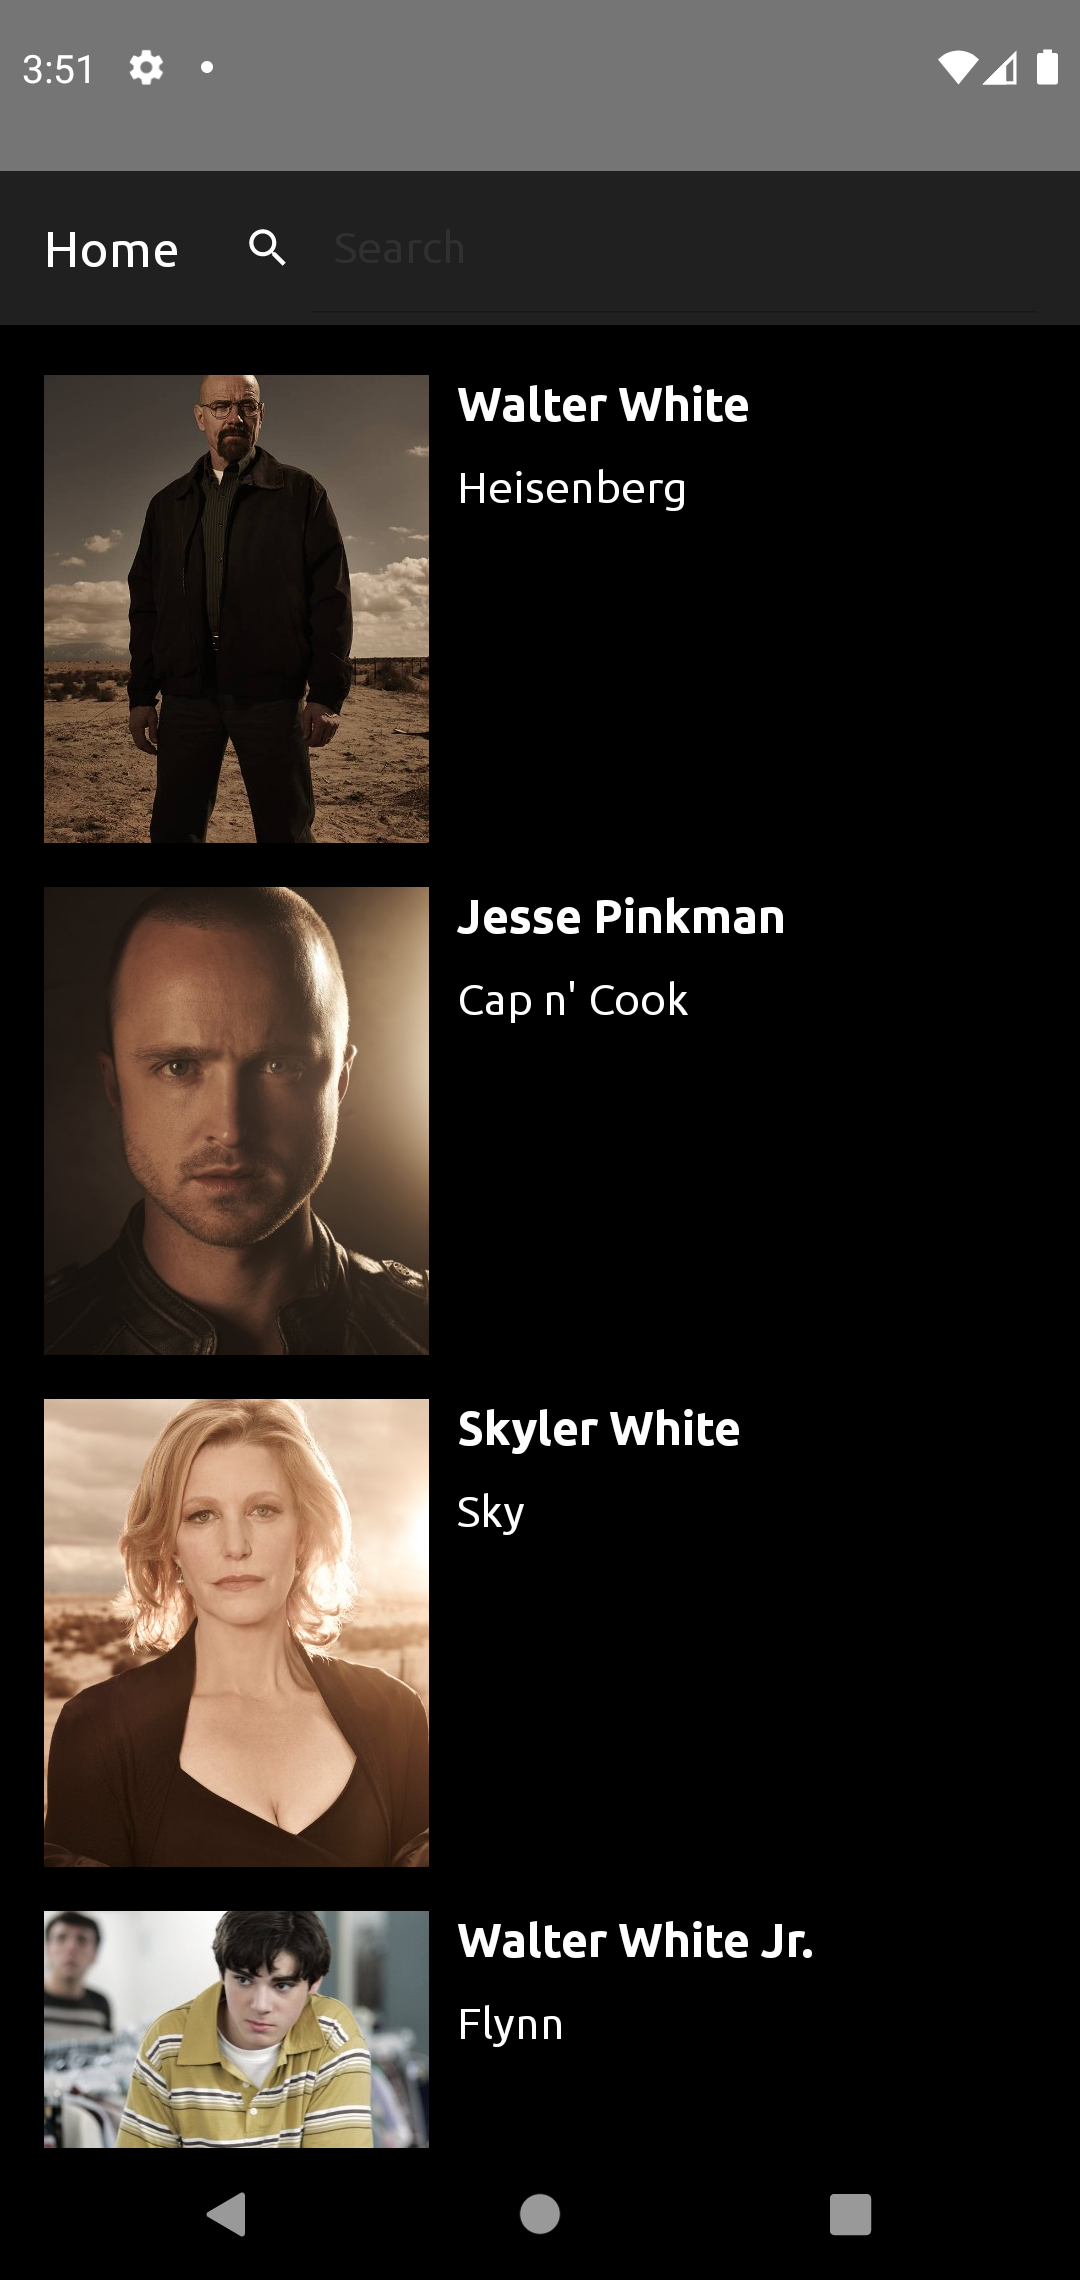 3:51
Home
Search
Walter White
Heisenberg
Jesse Pinkman
Cap n' Cook
Skyler White
Sky
Walter White Jr.
Flynn